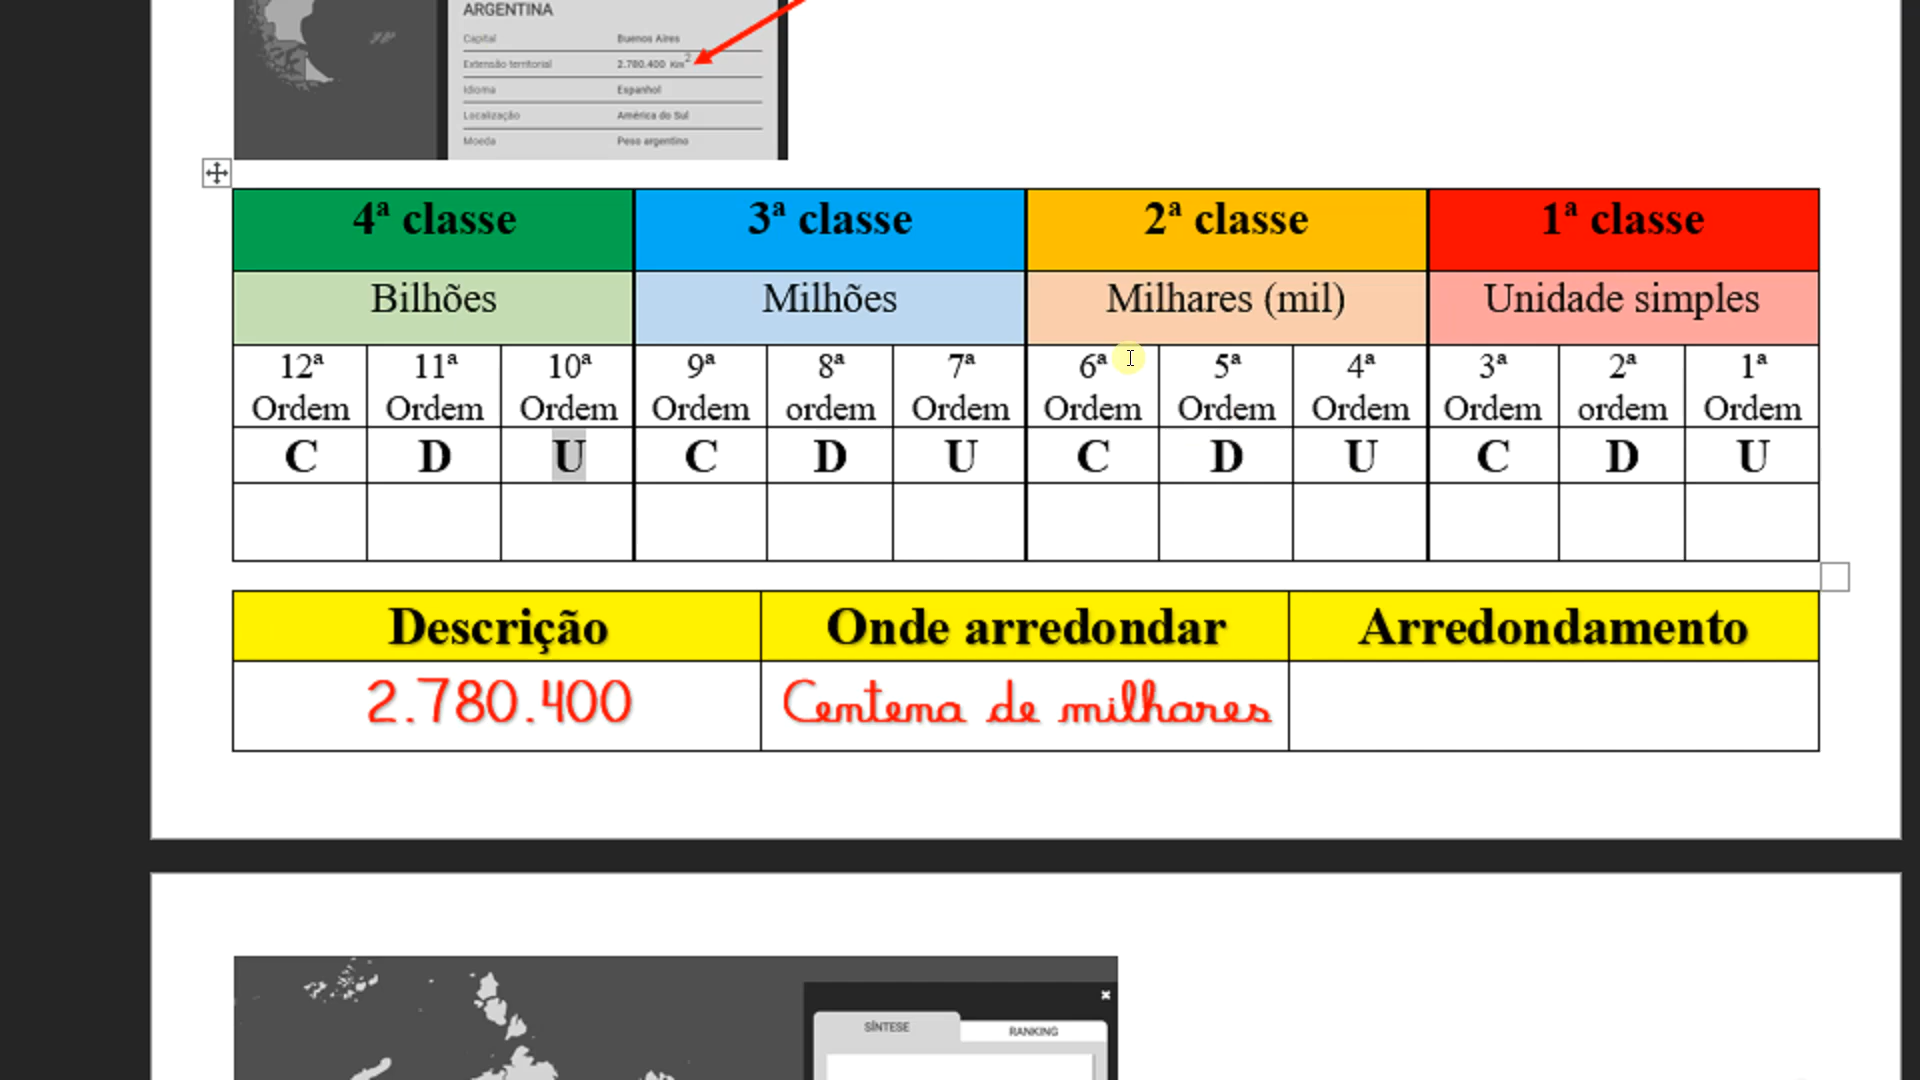 ARGENTINA
Capital Buenos Aires
Extensão territorial 2.780.400 Km²
Idioma Espanhol
Localização América do Sul
Moeda Peso argentino
4ª classe 3ª classe 2ª classe 1ª classe
Bilhões Milhões Milhares (mil) Unidade simples
12ª 11ª 10ª 9ª 8ª 7ª 6ª 5ª 4ª 3ª 2ª 1ª
Ordem Ordem Ordem Ordem ordem Ordem Ordem Ordem Ordem Ordem ordem Ordem
C D U C D U C D U C D U
Descrição Onde arredondar Arredondamento
2.780.400 Centena de milhares
SÍNTESE RANKING